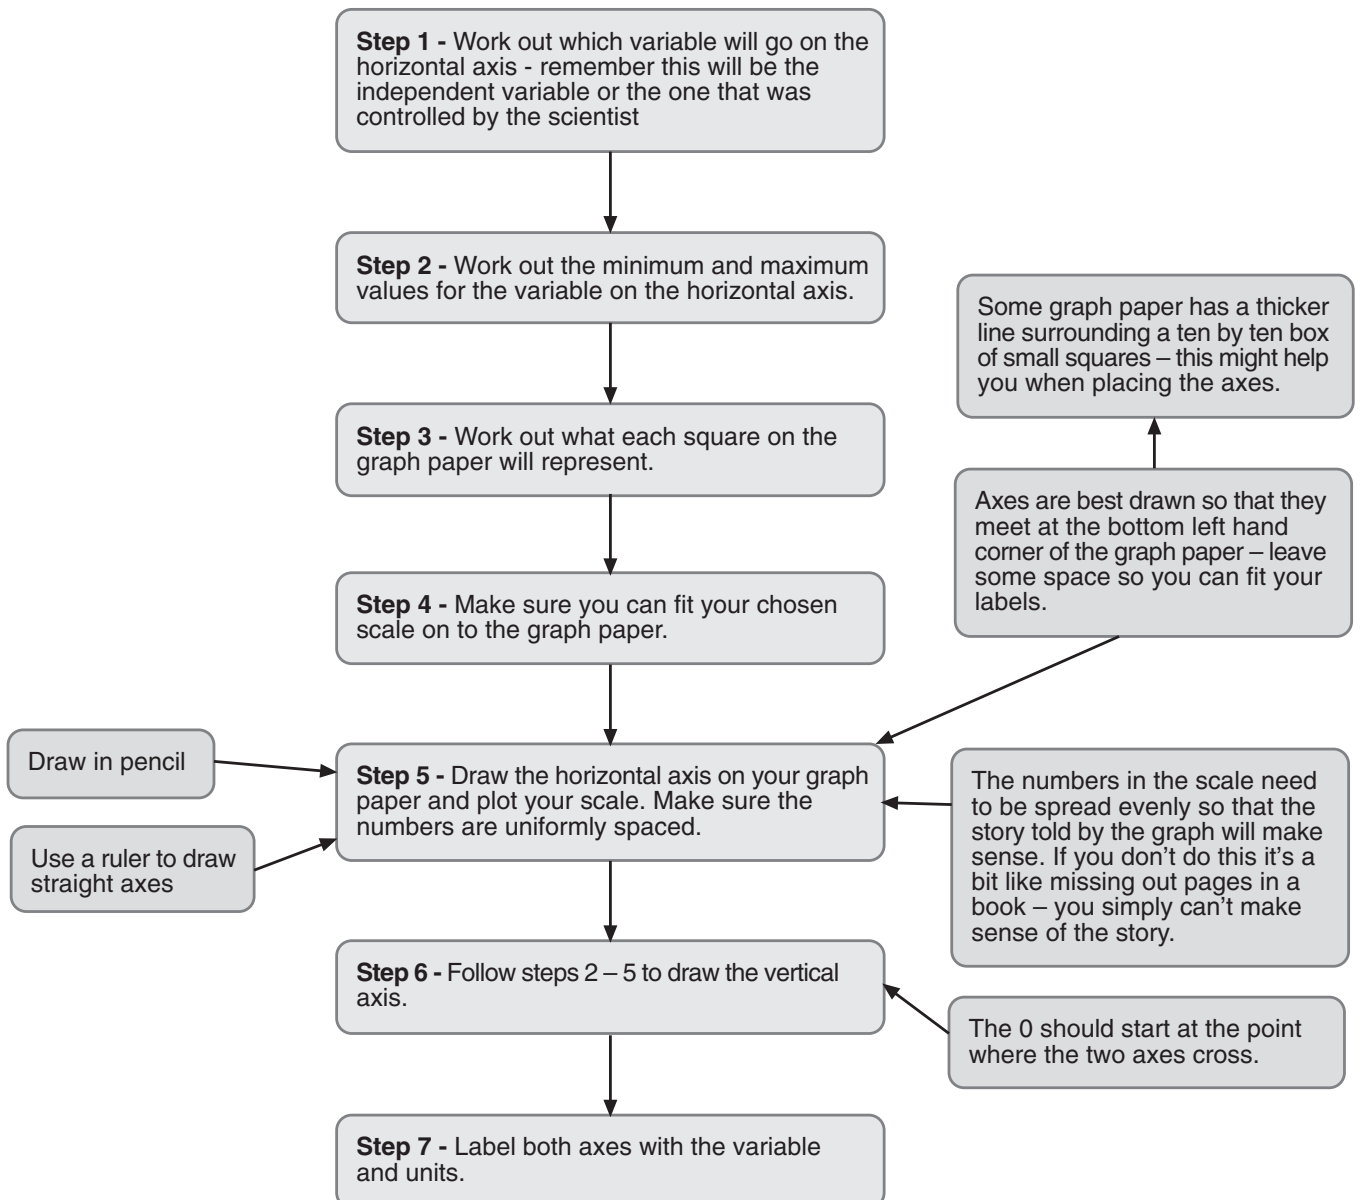 Step 1 - Work out which variable will go on the
horizontal axis - remember this will be the
independent variable or the one that was
controlled by the scientist
Step 2 - Work out the minimum and maximum
values for the variable on the horizontal axis.
Some graph paper has a thicker
line surrounding a ten by ten box
of small squares – this might help
you when placing the axes.
Step 3 - Work out what each square on the
graph paper will represent.
Axes are best drawn so that they
meet at the bottom left hand
corner of the graph paper – leave
some space so you can fit your
labels.
Step 4 - Make sure you can fit your chosen
scale on to the graph paper.
Draw in pencil
Use a ruler to draw
straight axes
Step 5 - Draw the horizontal axis on your graph
paper and plot your scale. Make sure the
numbers are uniformly spaced.
The numbers in the scale need
to be spread evenly so that the
story told by the graph will make
sense. If you don’t do this it’s a
bit like missing out pages in a
book – you simply can’t make
sense of the story.
Step 6 - Follow steps 2 – 5 to draw the vertical
axis.
The 0 should start at the point
where the two axes cross.
Step 7 - Label both axes with the variable
and units.